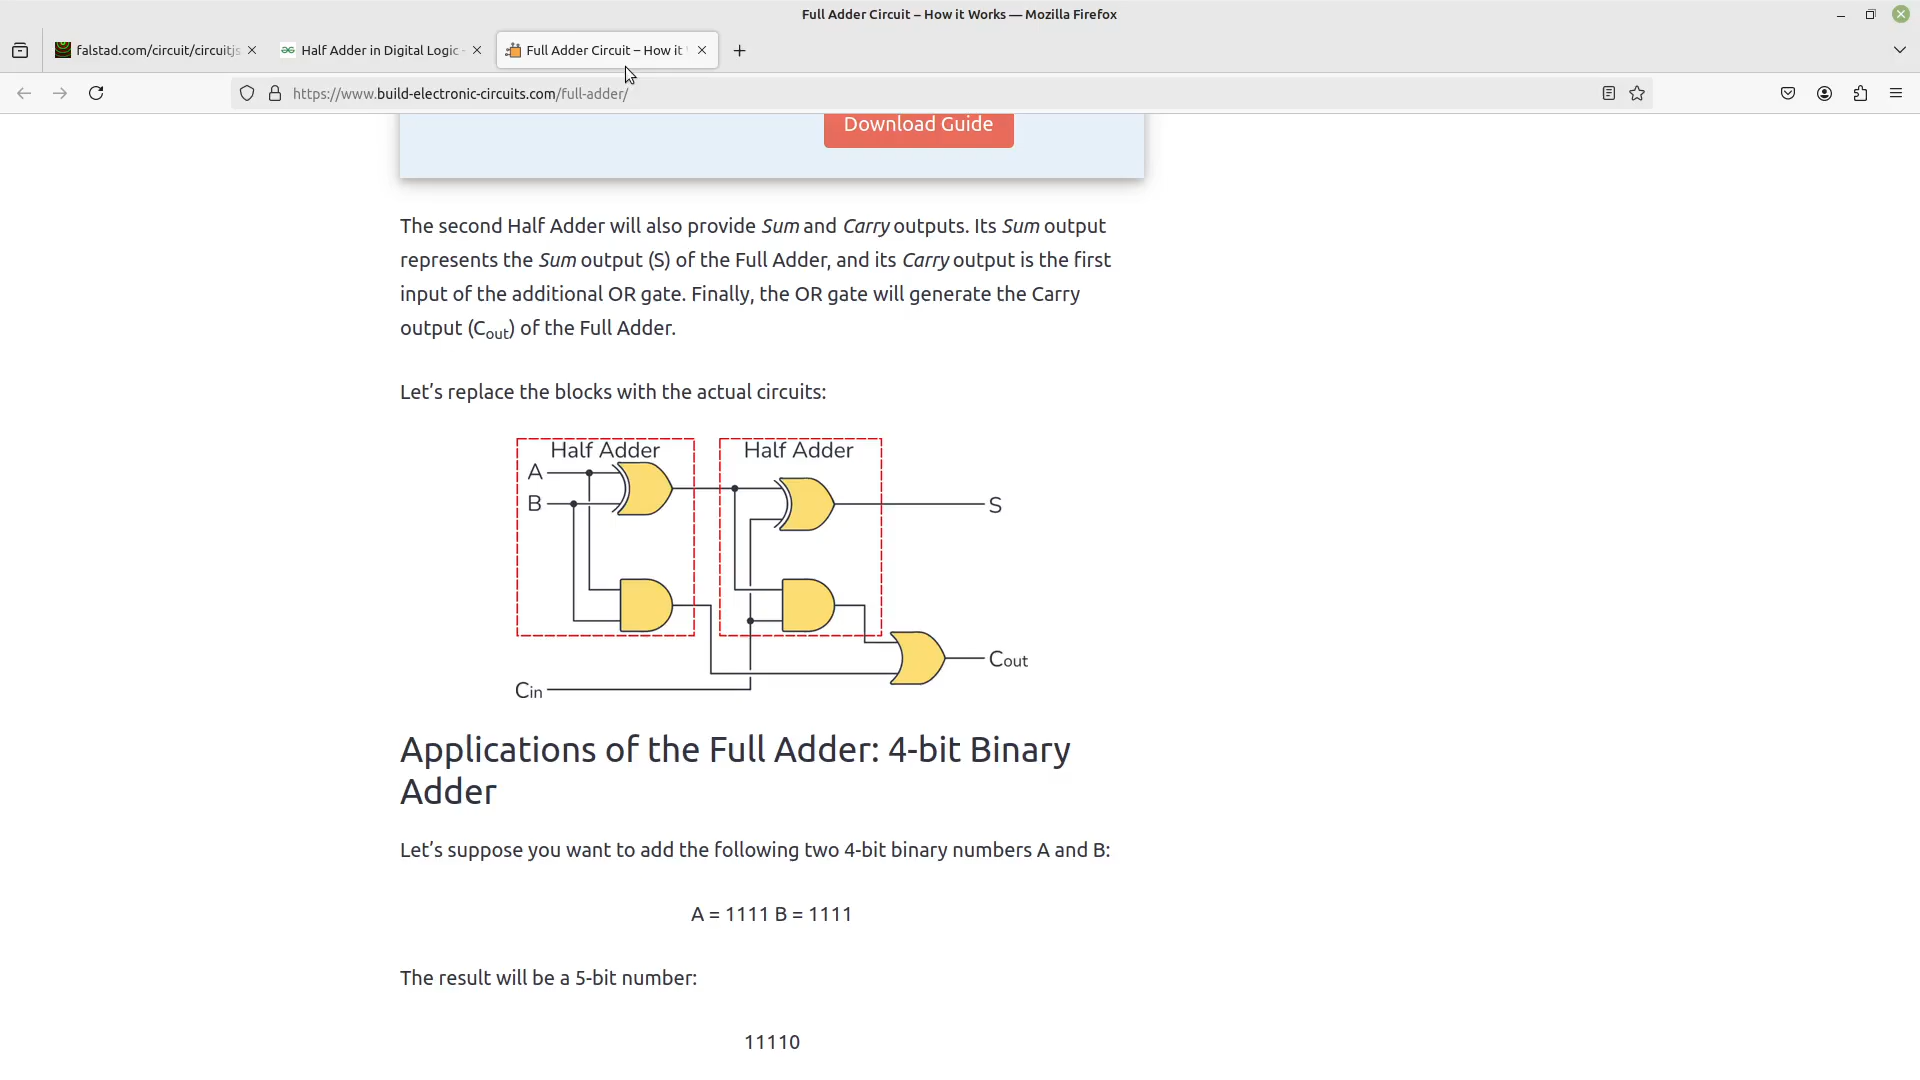 Full Adder Circuit – How it Works — Mozilla Firefox
falstad.com/circuit/circuitjs
Half Adder in Digital Logic -
Full Adder Circuit – How it
https://www.build-electronic-circuits.com/full-adder/
Download Guide
The second Half Adder will also provide Sum and Carry outputs. Its Sum output
represents the Sum output (S) of the Full Adder, and its Carry output is the first
input of the additional OR gate. Finally, the OR gate will generate the Carry
output (Cout) of the Full Adder.
Let’s replace the blocks with the actual circuits:
Half Adder
Half Adder
A
B
S
Cout
Cin
Applications of the Full Adder: 4-bit Binary
Adder
Let’s suppose you want to add the following two 4-bit binary numbers A and B:
A = 1111 B = 1111
The result will be a 5-bit number:
11110